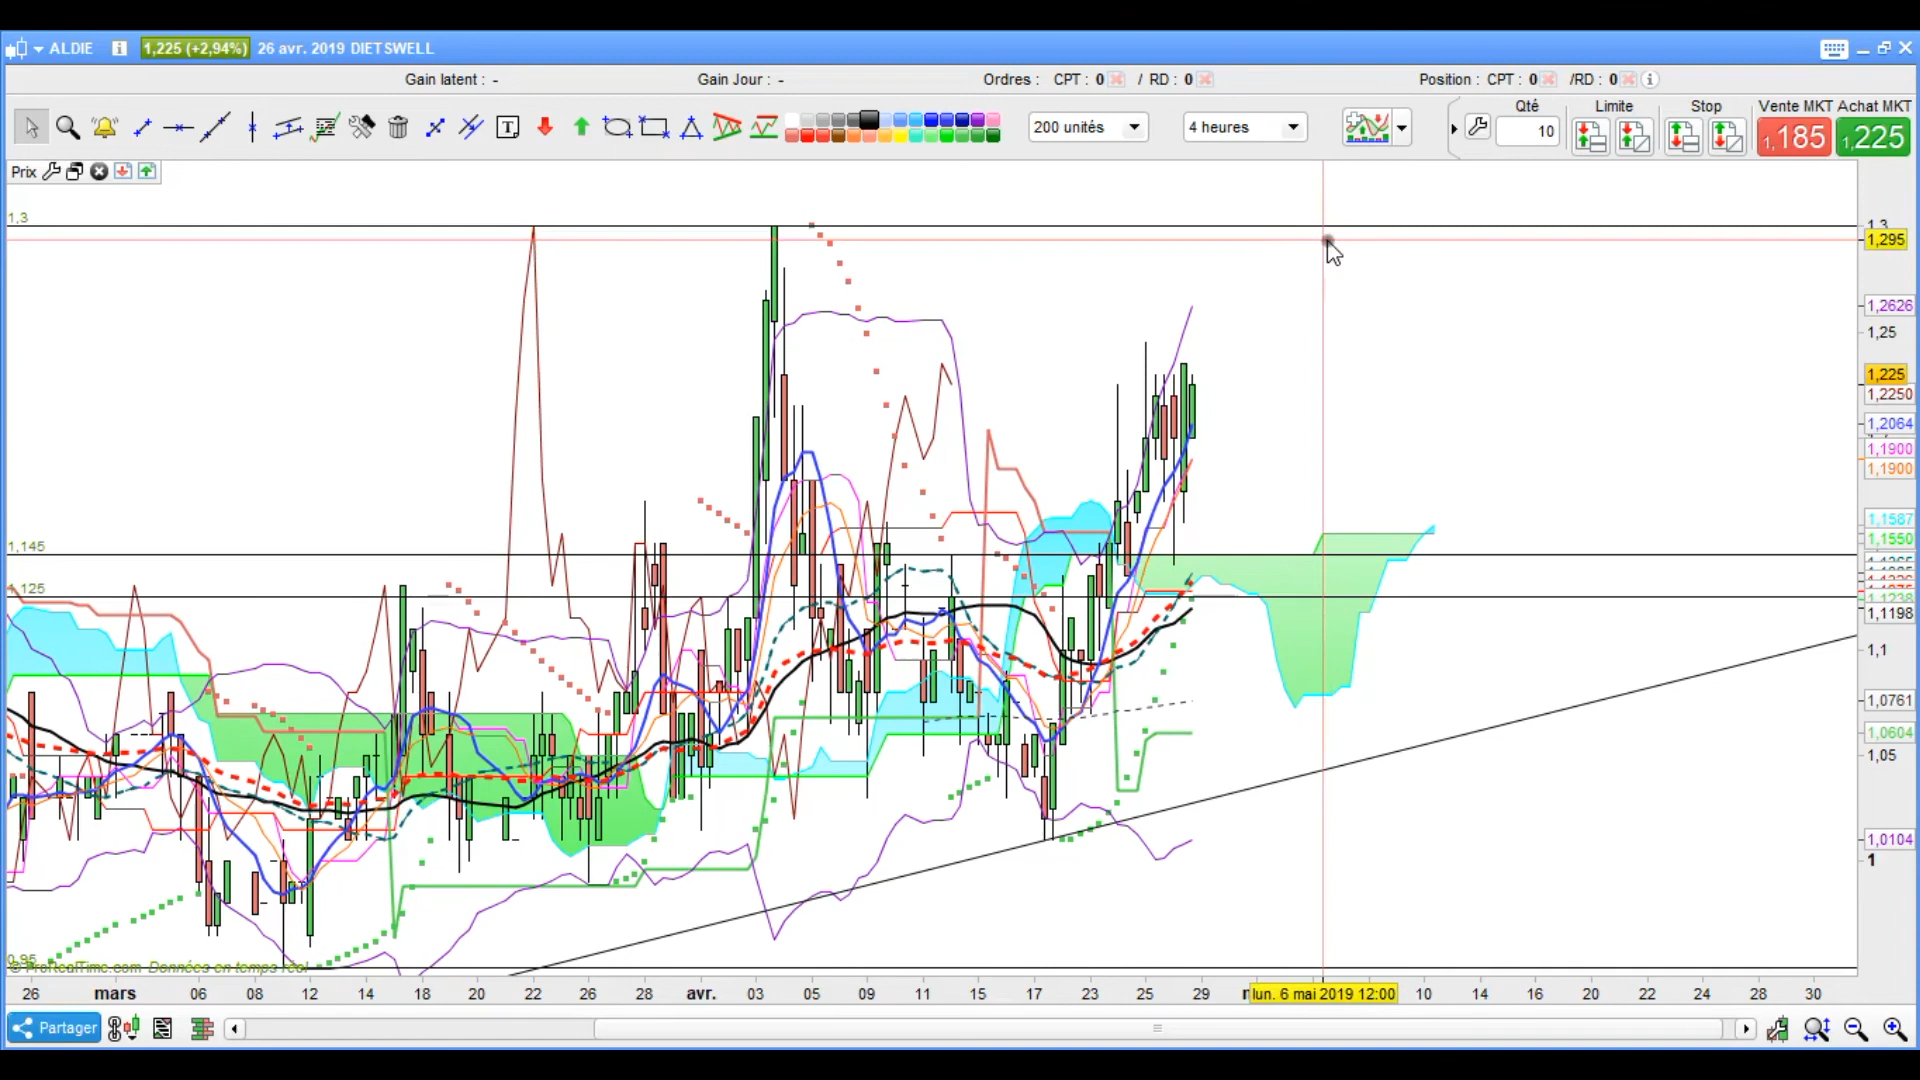 ALDIE 1,225 (+2,94%) 26 avr. 2019 DIETSWELL
Gain latent : - Gain Jour : - Ordres : CPT : 0 / RD : 0 Position : CPT : 0 /RD : 0
Qté Limite Stop Vente MKT Achat MKT
200 unités 4 heures 10 1,185 1,225
Prix
1,3
1,3
1,295
1,2626
1,25
1,225
1,2250
1,2064
1,1900
1,1900
1,1587
1,145
1,1550
1,125
1,1198
1,1
1,0761
1,0604
1,05
1,0104
1
0,95
© ProRealTime.com Données en temps réel
26 mars 06 08 12 14 18 20 22 26 28 avr. 03 05 09 11 15 17 23 25 29 lun. 6 mai 2019 12:00 10 14 16 20 22 24 28 30
Partager